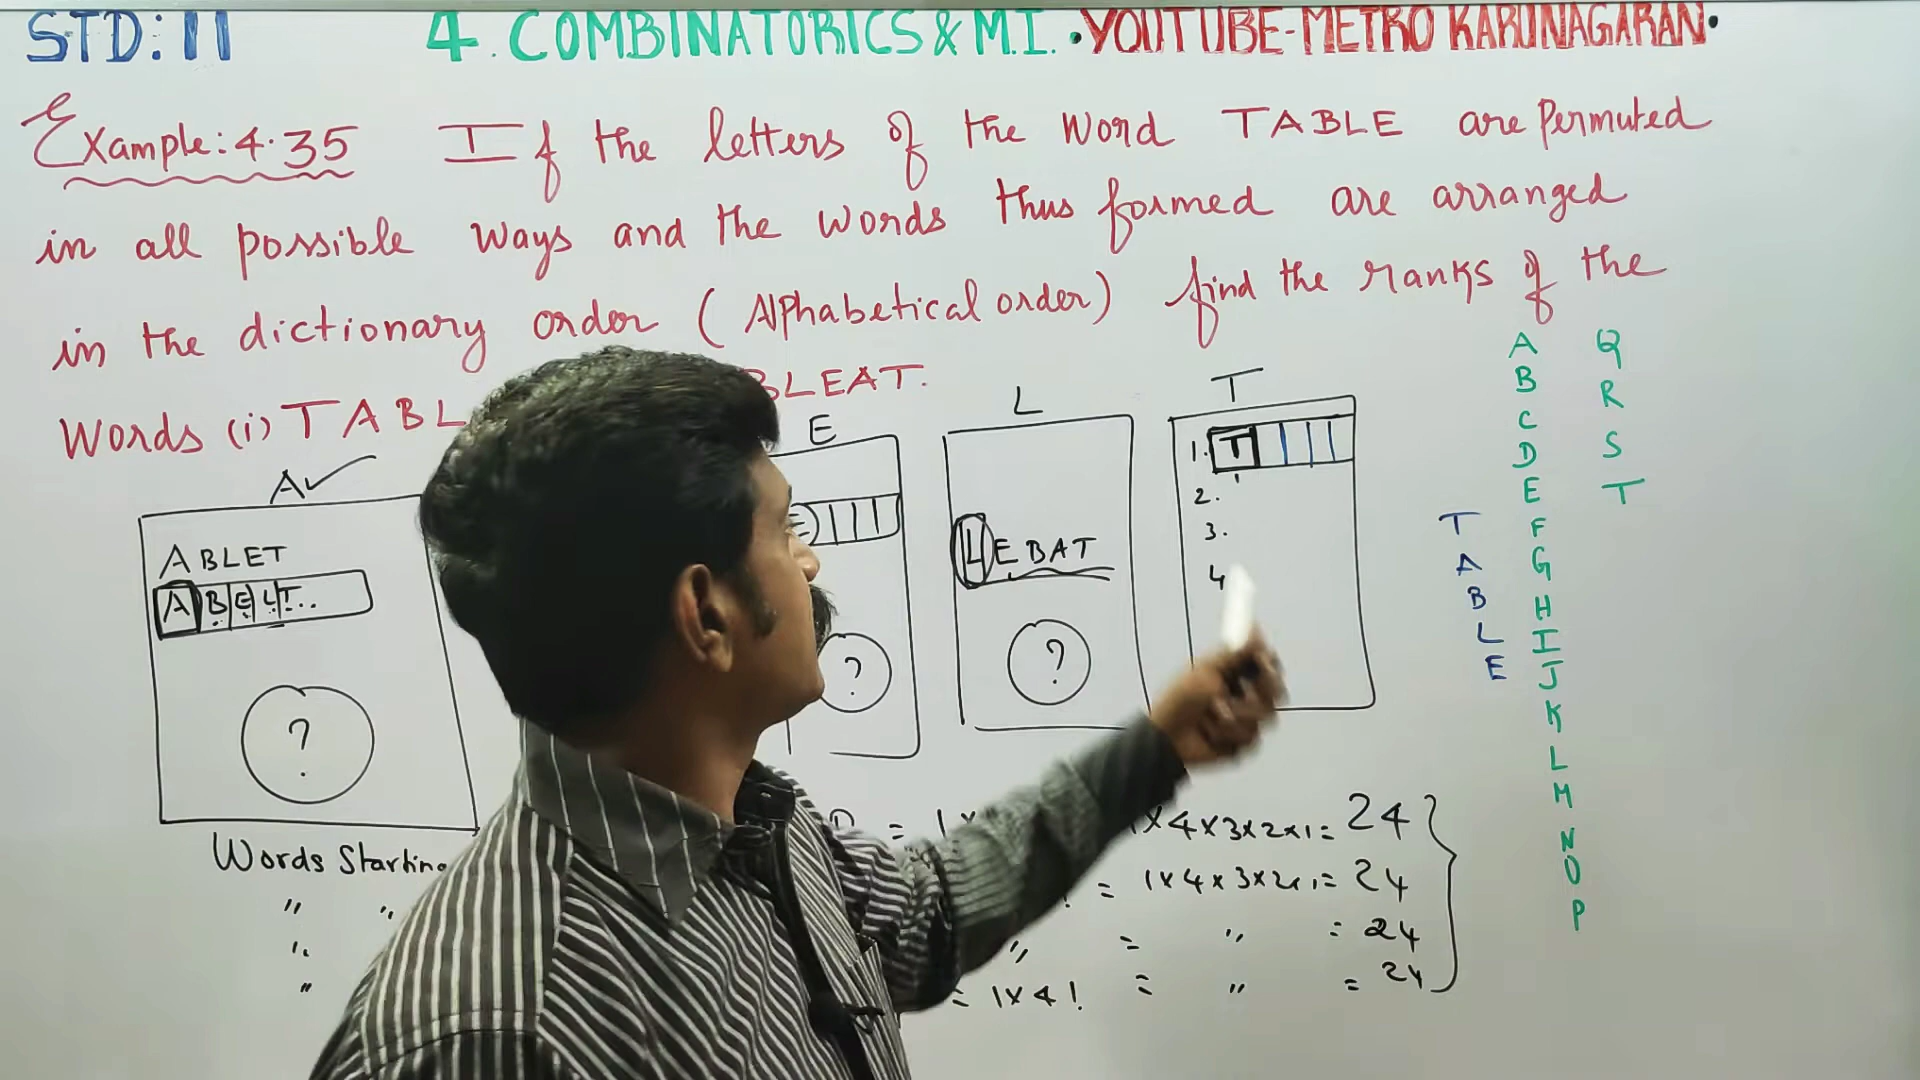 STD: 11 4. COMBINATORICS & M.I. • YOUTUBE-METRO KARUNAGARAN•
Example: 4.35 If the letters of the word TABLE are Permuted
in all possible ways and the words thus formed are arranged
in the dictionary order (Alphabetical order) find the ranks of the
Words (i) TABL BLEAT.
A✓
ABLET
A B E L T..
?
E
E
?
L
L E BAT
?
T
1. T
2.
3.
4
T
A
B
L
E
A
B
C
D
E
F
G
H
I
J
K
L
M
N
O
P
Q
R
S
T
Words Starting = 1× 1×4×3×2×1= 24
" " ! = 1×4×3×2×1= 24
" " = " = 24
" = 1×4! = " = 24